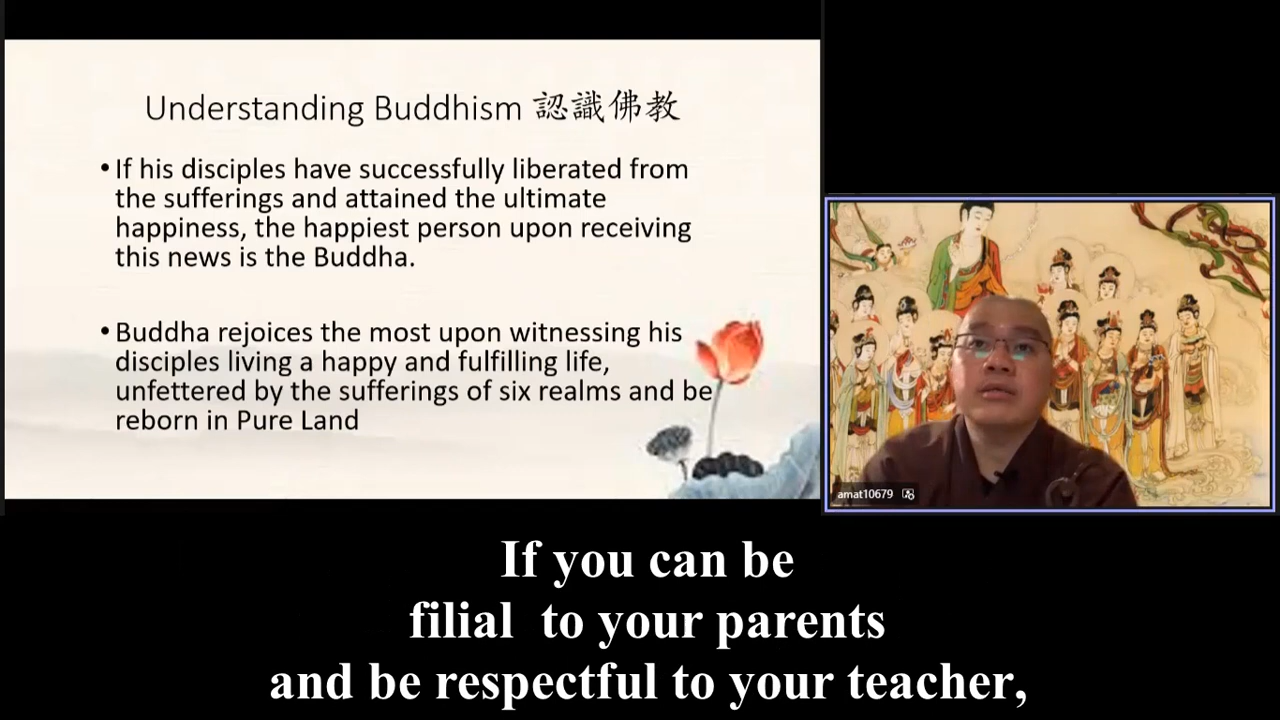 Understanding Buddhism 認識佛教
•If his disciples have successfully liberated from
the sufferings and attained the ultimate
happiness, the happiest person upon receiving
this news is the Buddha.
•Buddha rejoices the most upon witnessing his
disciples living a happy and fulfilling life,
unfettered by the sufferings of six realms and be
reborn in Pure Land
amat10679
If you can be
filial to your parents
and be respectful to your teacher,